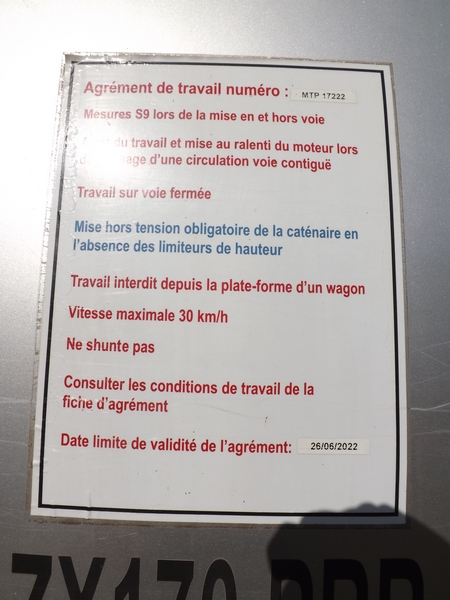 Agrément de travail numéro : MTP 17222
Mesures S9 lors de la mise en et hors voie
du travail et mise au ralenti du moteur lors
d'une circulation voie contiguë
Travail sur voie fermée
Mise hors tension obligatoire de la caténaire en
l'absence des limiteurs de hauteur
Travail interdit depuis la plate-forme d'un wagon
Vitesse maximale 30 km/h
Ne shunte pas
Consulter les conditions de travail de la
fiche d'agrément
Date limite de validité de l'agrément: 26/06/2022